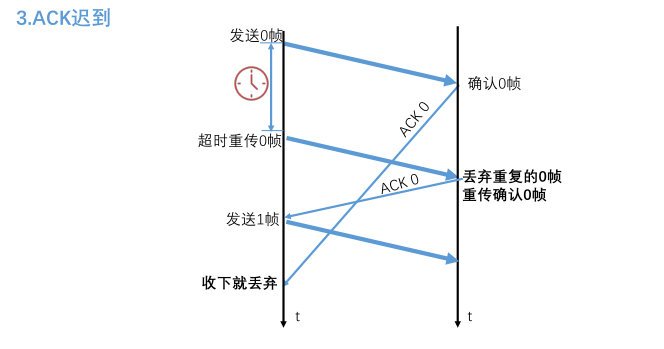 3.ACK迟到
发送0帧
确认0帧
ACK 0
超时重传0帧
丢弃重复的0帧
重传确认0帧
ACK 0
发送1帧
收下就丢弃
t
t